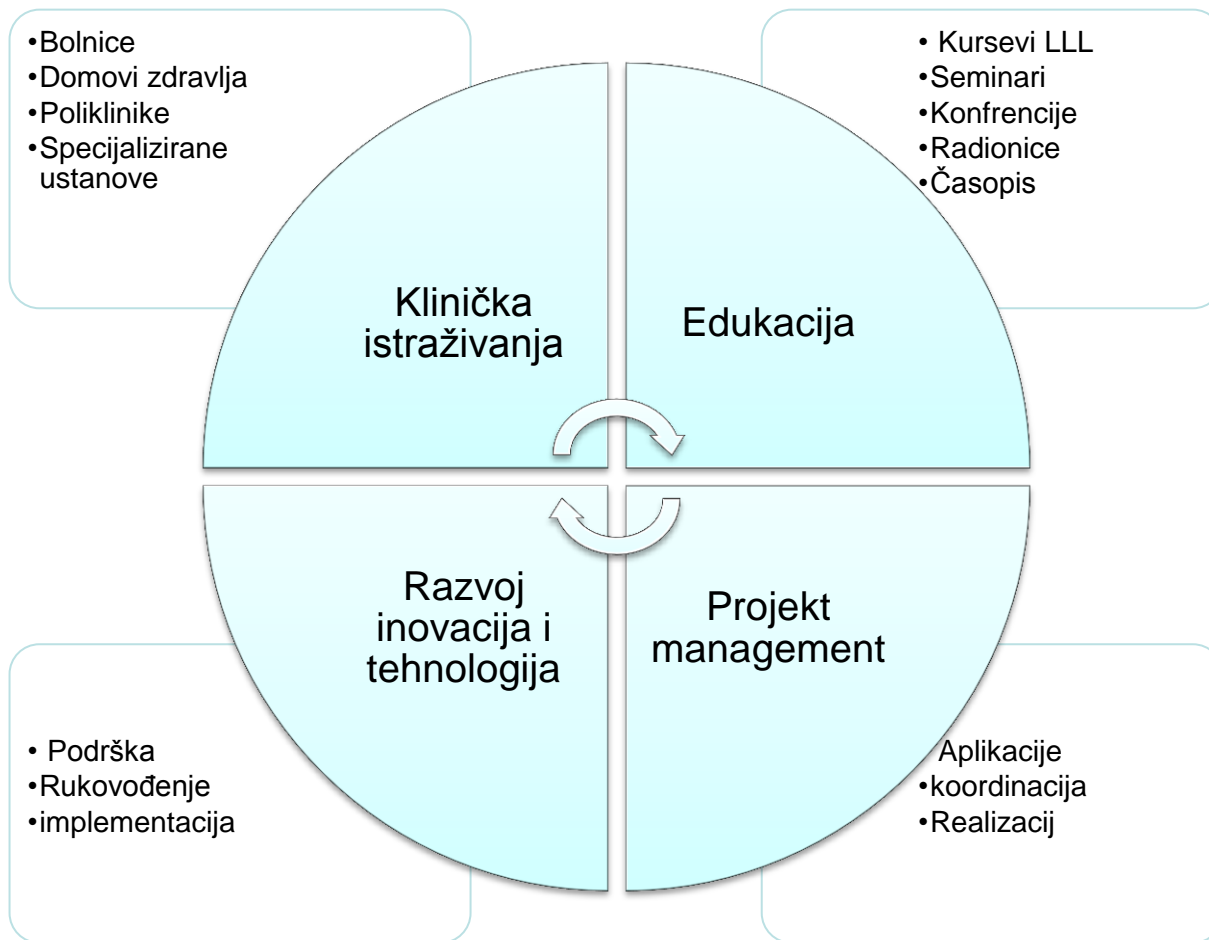 •Bolnice
•Domovi zdravlja
•Poliklinike
•Specijalizirane
ustanove
• Kursevi LLL
•Seminari
•Konfrencije
•Radionice
•Časopis
Klinička
istraživanja
Edukacija
Razvoj
inovacija i
tehnologija
Projekt
management
• Podrška
•Rukovođenje
•implementacija
Aplikacije
•koordinacija
•Realizacij